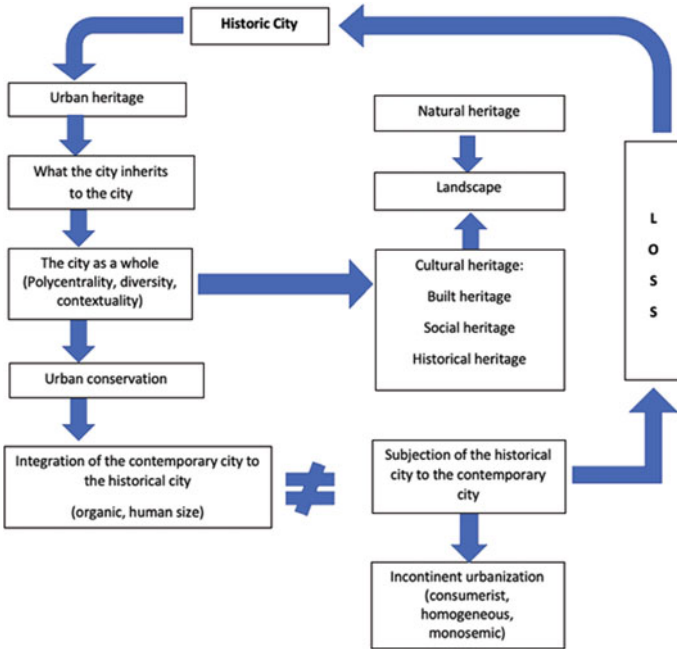 Historic City
Urban heritage
What the city inherits
to the city
The city as a whole
(Polycentrality, diversity,
contextuality)
Urban conservation
Integration of the contemporary city to
the historical city
(organic, human size)
Natural heritage
Landscape
Cultural heritage:
Built heritage
Social heritage
Historical heritage
≠
Subjection of the historical
city to the contemporary
city
Incontinent urbanization
(consumerist,
homogeneous,
monosemic)
L
O
S
S